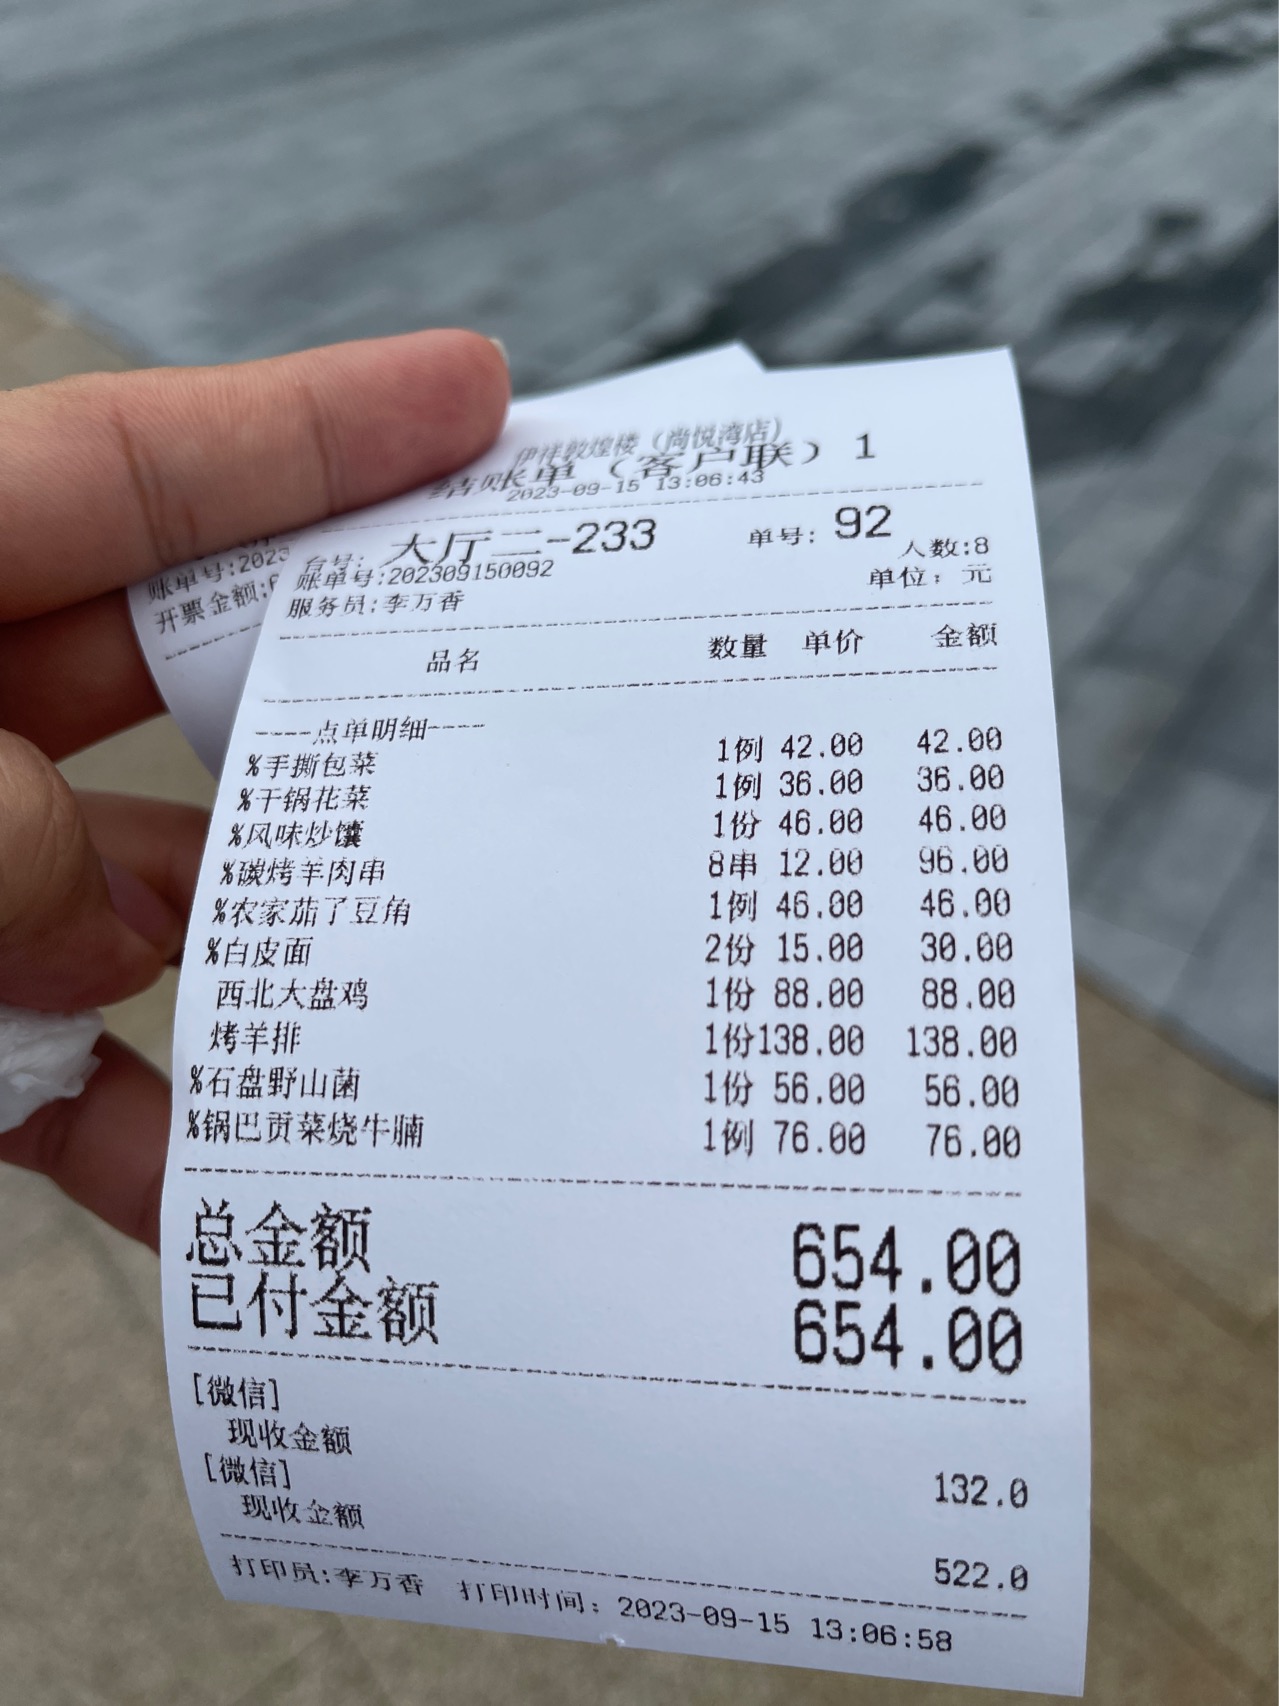 伊祥敦煌楼（尚悦湾店）
结账单（客户联）1
2023-09-15 13:06:43
台号: 大厅二-233 单号: 92
账单号:202309150092 人数:8
服务员:李万香 单位: 元
品名 数量 单价 金额
----点单明细----
%手撕包菜 1例 42.00 42.00
%干锅花菜 1例 36.00 36.00
%风味炒馕 1份 46.00 46.00
%碳烤羊肉串 8串 12.00 96.00
%农家茄子豆角 1例 46.00 46.00
%白皮面 2份 15.00 30.00
西北大盘鸡 1份 88.00 88.00
烤羊排 1份138.00 138.00
%石盘野山菌 1份 56.00 56.00
%锅巴贡菜烧牛腩 1例 76.00 76.00
总金额 654.00
已付金额 654.00
[微信]
现收金额 132.0
[微信]
现收金额 522.0
打印员:李万香 打印时间: 2023-09-15 13:06:58
账单号:2023
开票金额: